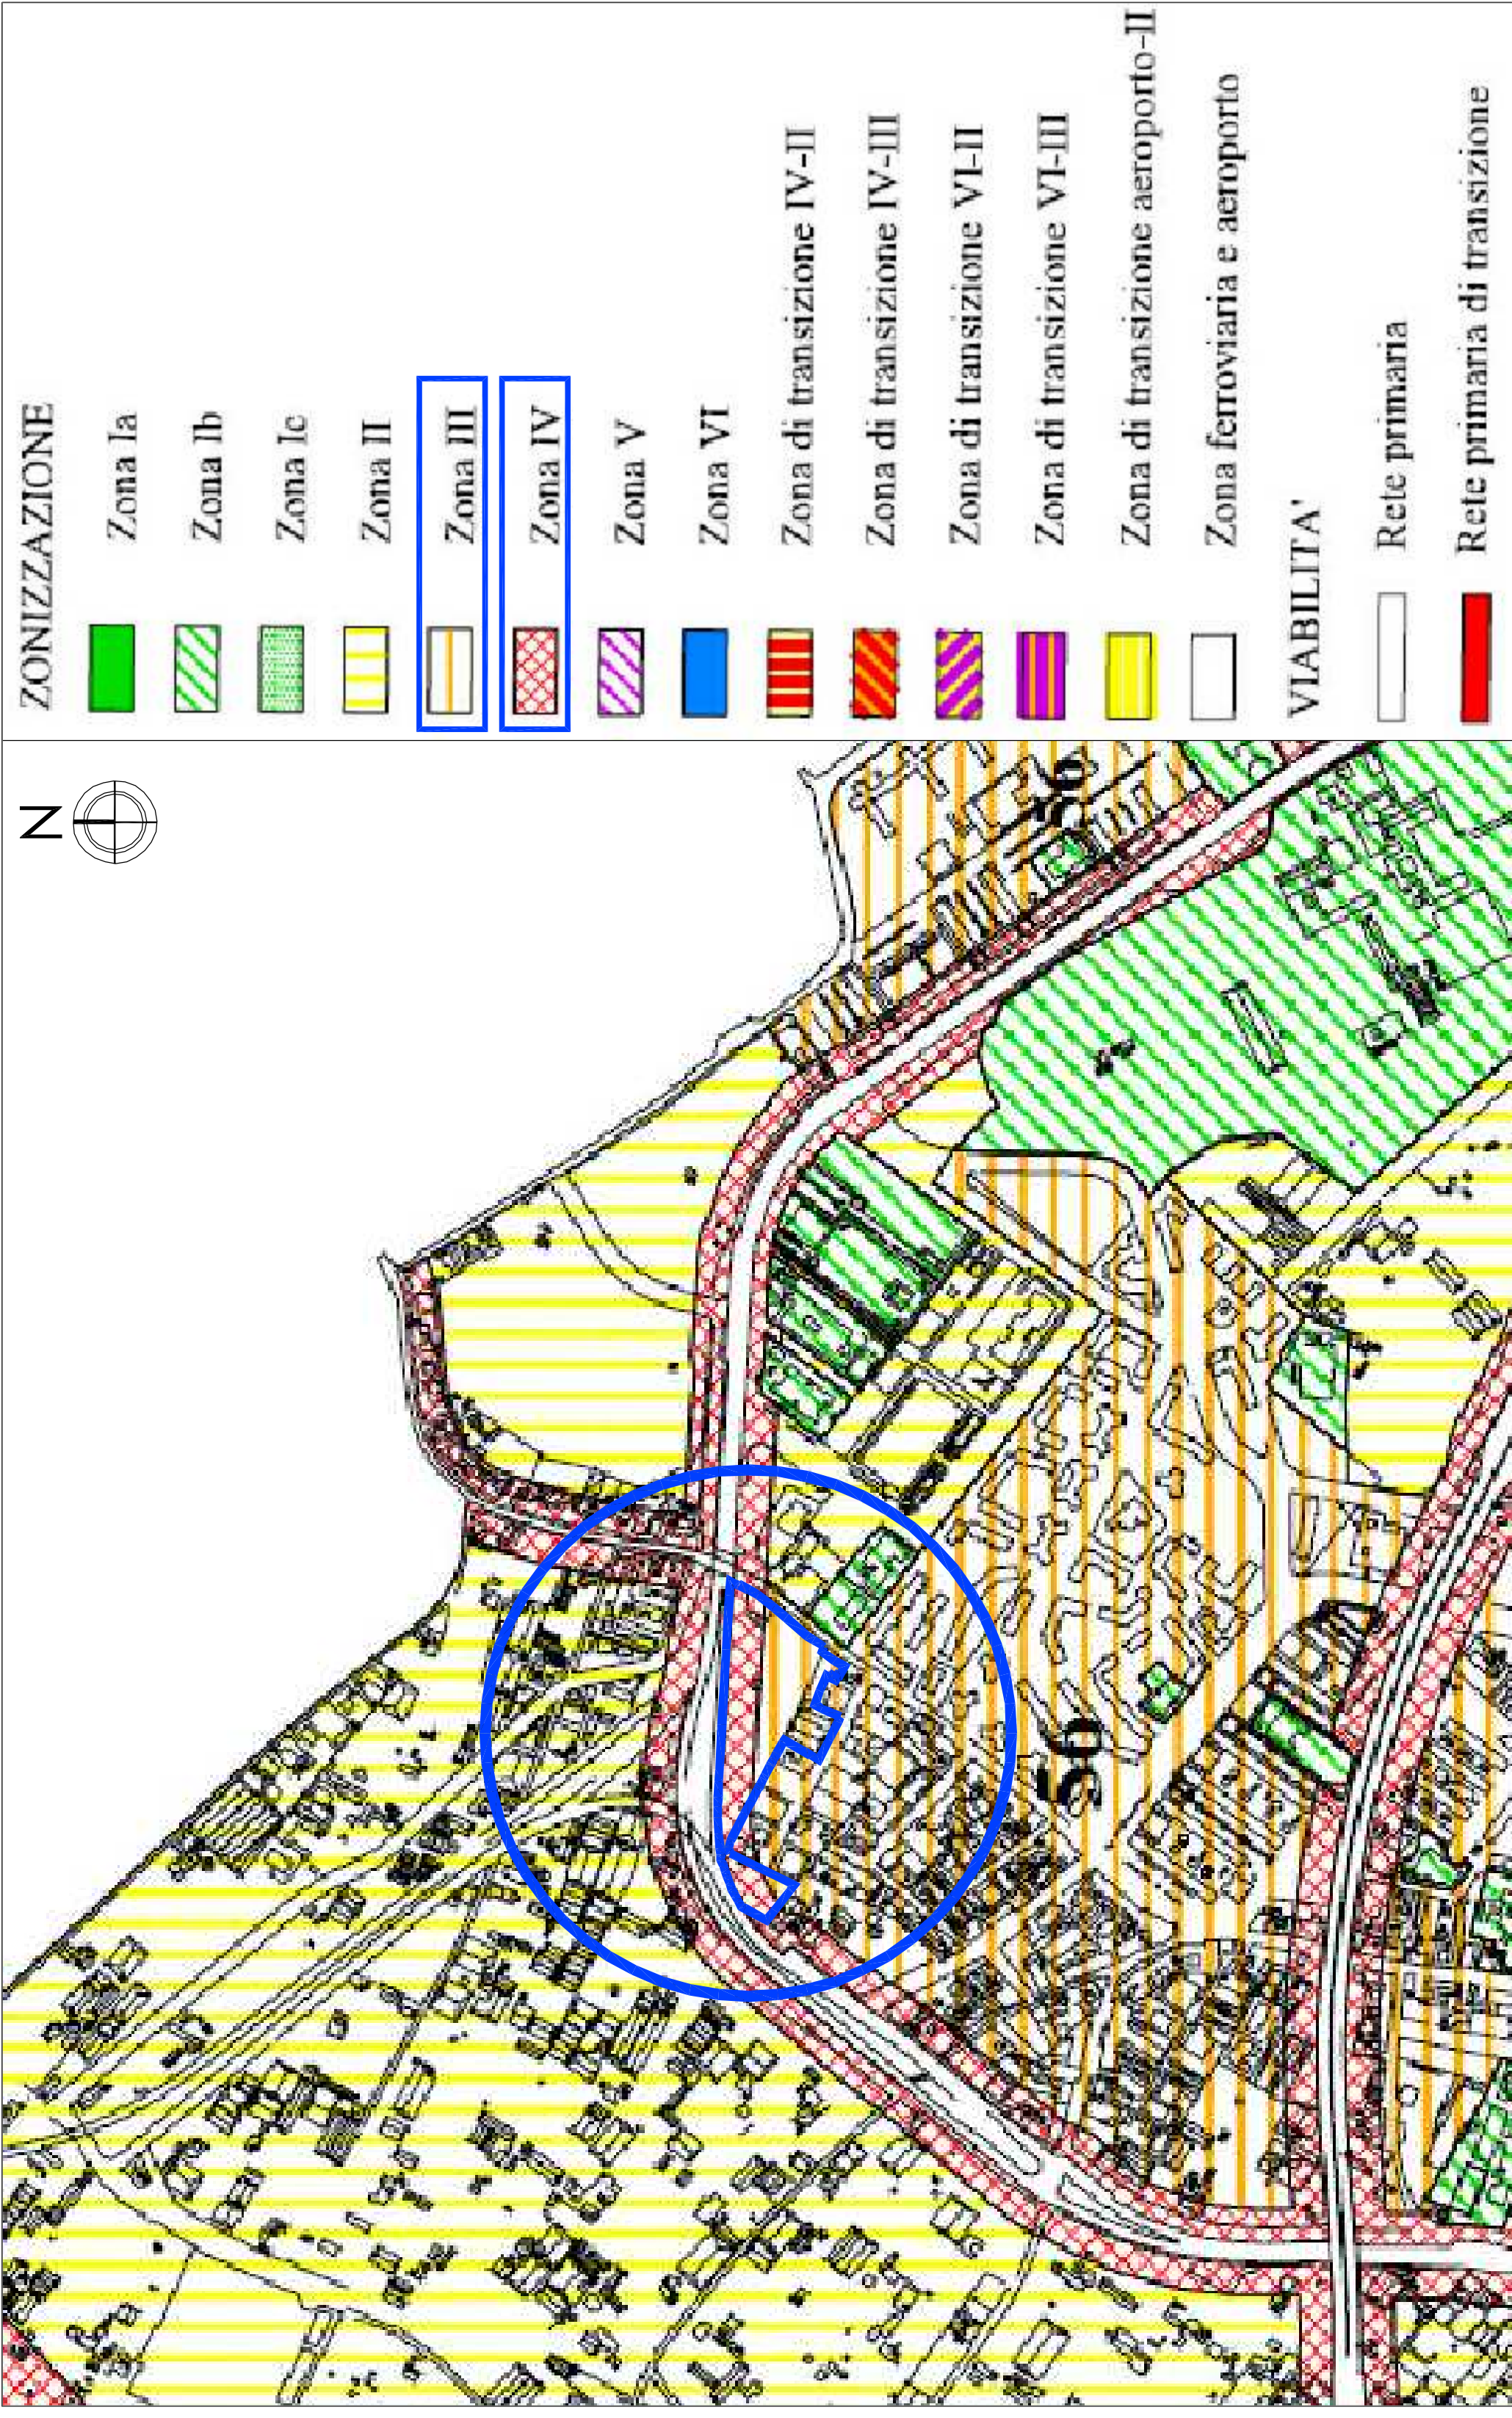 ZONIZZAZIONE
Zona Ia
Zona Ib
Zona Ic
Zona II
Zona III
Zona IV
Zona V
Zona VI
Zona di transizione IV-II
Zona di transizione IV-III
Zona di transizione VI-II
Zona di transizione VI-III
Zona di transizione aeroporto-II
Zona ferroviaria e aeroporto
VIABILITA'
Rete primaria
Rete primaria di transizione
N
56
56